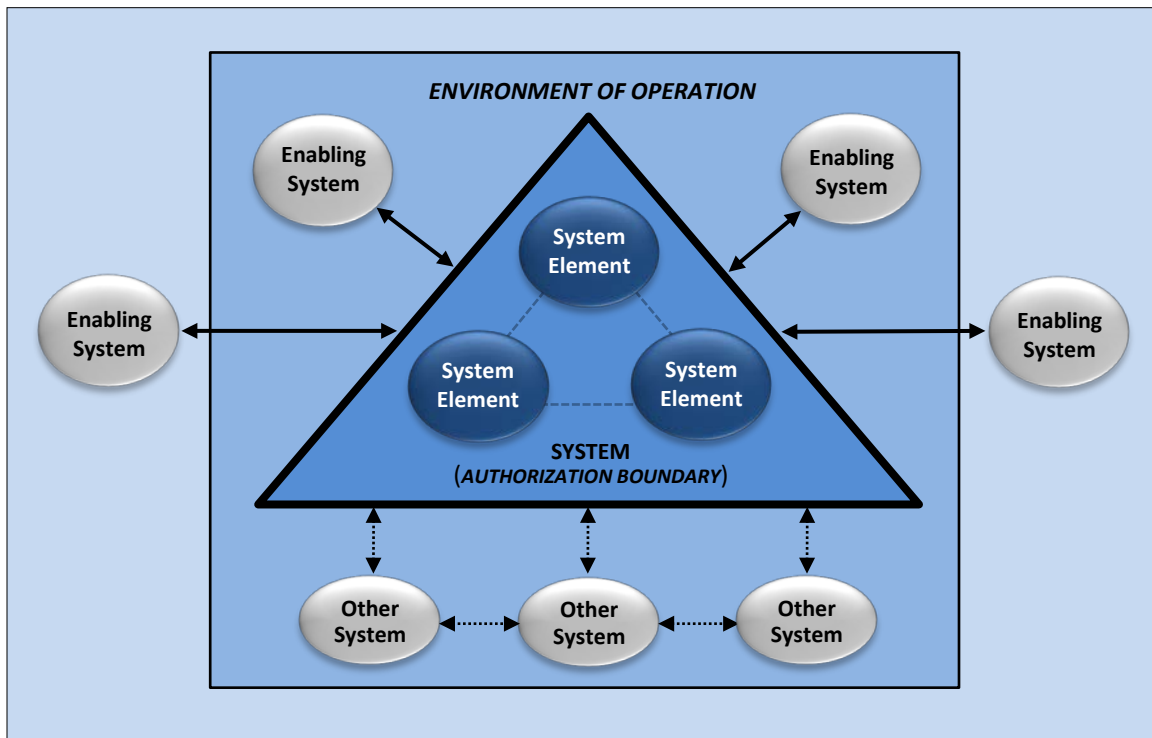 ENVIRONMENT OF OPERATION
Enabling
System
Enabling
System
System
Element
Enabling
System
Enabling
System
System
Element
System
Element
SYSTEM
(AUTHORIZATION BOUNDARY)
Other
System
Other
System
Other
System